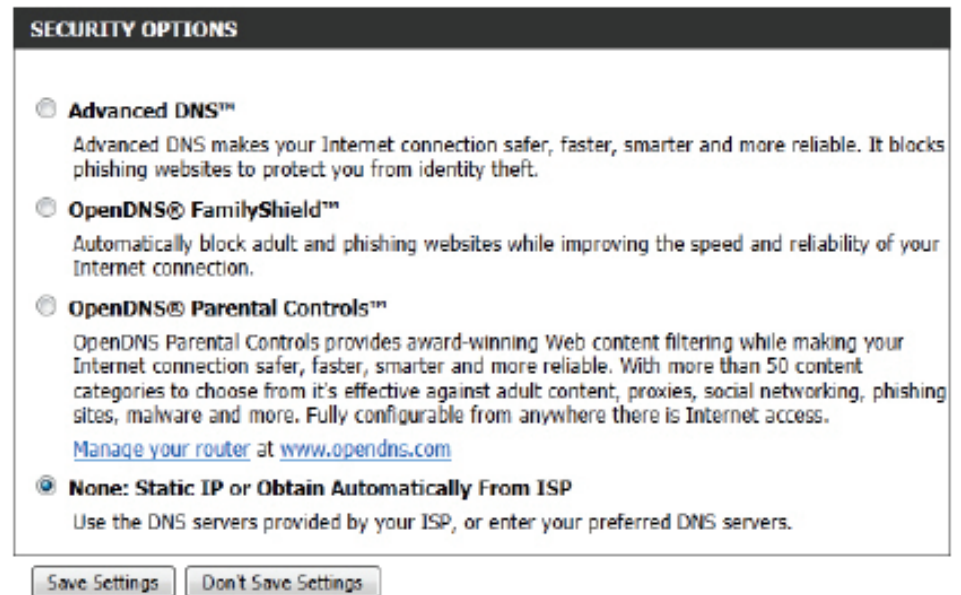 SECURITY OPTIONS
Advanced DNS™
Advanced DNS makes your Internet connection safer, faster, smarter and more reliable. It blocks
phishing websites to protect you from identity theft.
OpenDNS® FamilyShield™
Automatically block adult and phishing websites while improving the speed and reliability of your
Internet connection.
OpenDNS® Parental Controls™
OpenDNS Parental Controls provides award-winning Web content filtering while making your
Internet connection safer, faster, smarter and more reliable. With more than 50 content
categories to choose from it's effective against adult content, proxies, social networking, phishing
sites, malware and more. Fully configurable from anywhere there is Internet access.
Manage your router at www.opendns.com
None: Static IP or Obtain Automatically From ISP
Use the DNS servers provided by your ISP, or enter your preferred DNS servers.
Save Settings Don't Save Settings